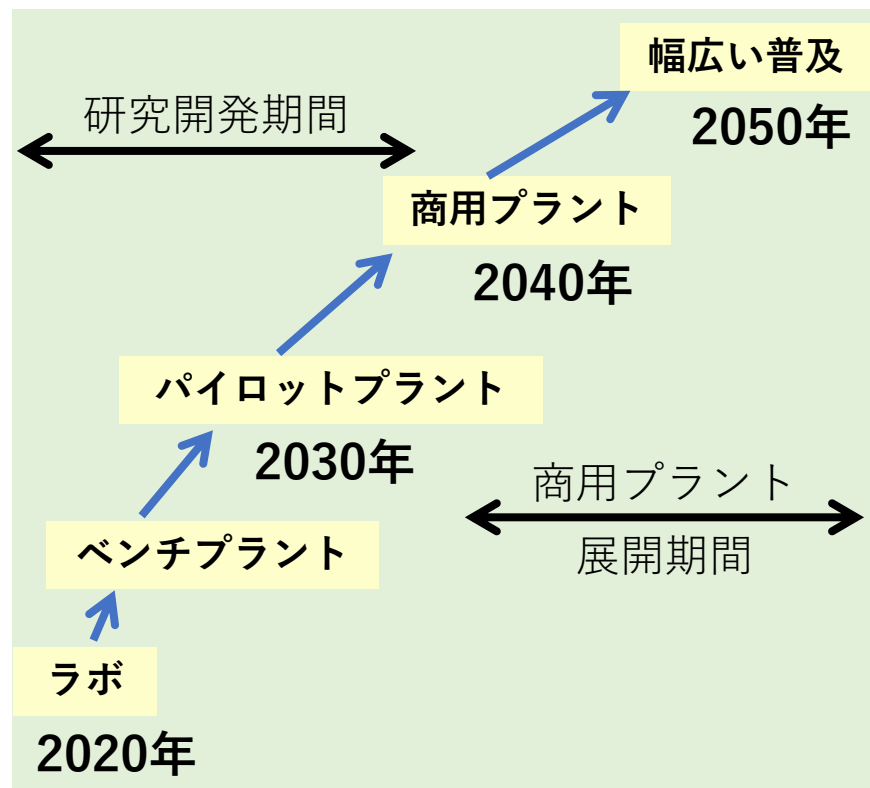 幅広い普及
2050年
研究開発期間
商用プラント
2040年
パイロットプラント
2030年
商用プラント
展開期間
ベンチプラント
ラボ
2020年